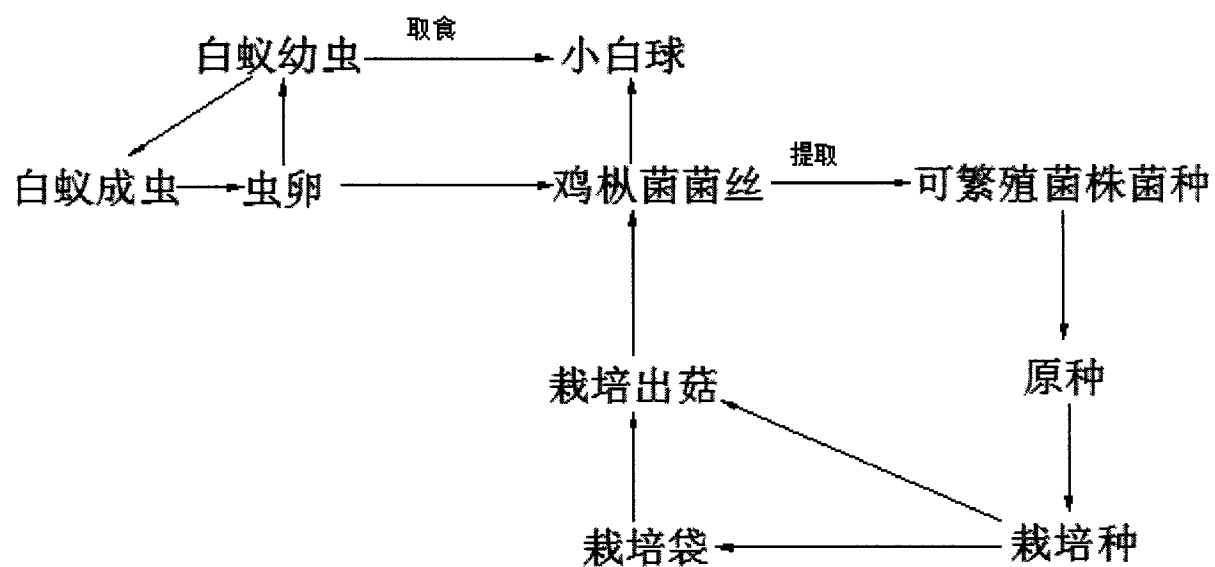 取食
白蚁幼虫
小白球
提取
白蚁成虫
虫卵
鸡枞菌菌丝
可繁殖菌株菌种
栽培出菇
原种
栽培袋
栽培种